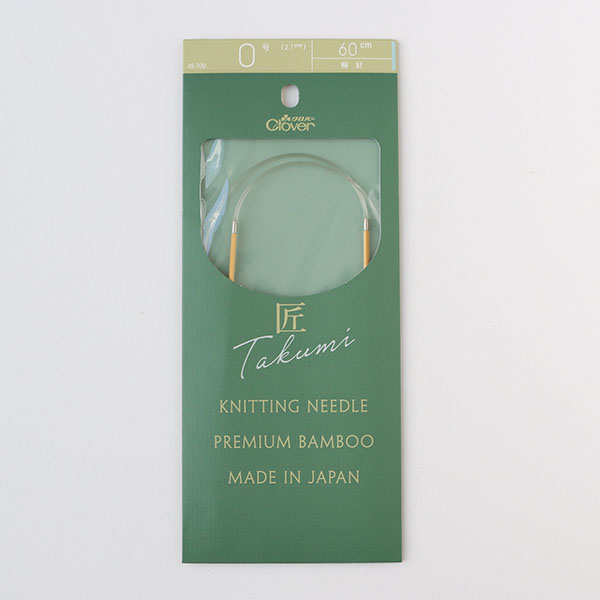 0 号 (2.1mm) 60cm
45-700 輪針
クロバー
Clover
匠
Takumi
KNITTING NEEDLE
PREMIUM BAMBOO
MADE IN JAPAN